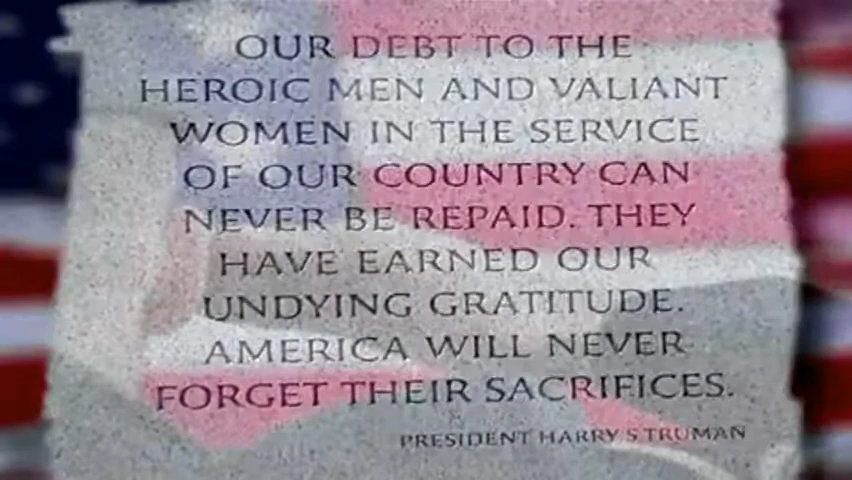 OUR DEBT TO THE
HEROIC MEN AND VALIANT
WOMEN IN THE SERVICE
OF OUR COUNTRY CAN
NEVER BE REPAID. THEY
HAVE EARNED OUR
UNDYING GRATITUDE.
AMERICA WILL NEVER
FORGET THEIR SACRIFICES.
PRESIDENT HARRY S TRUMAN